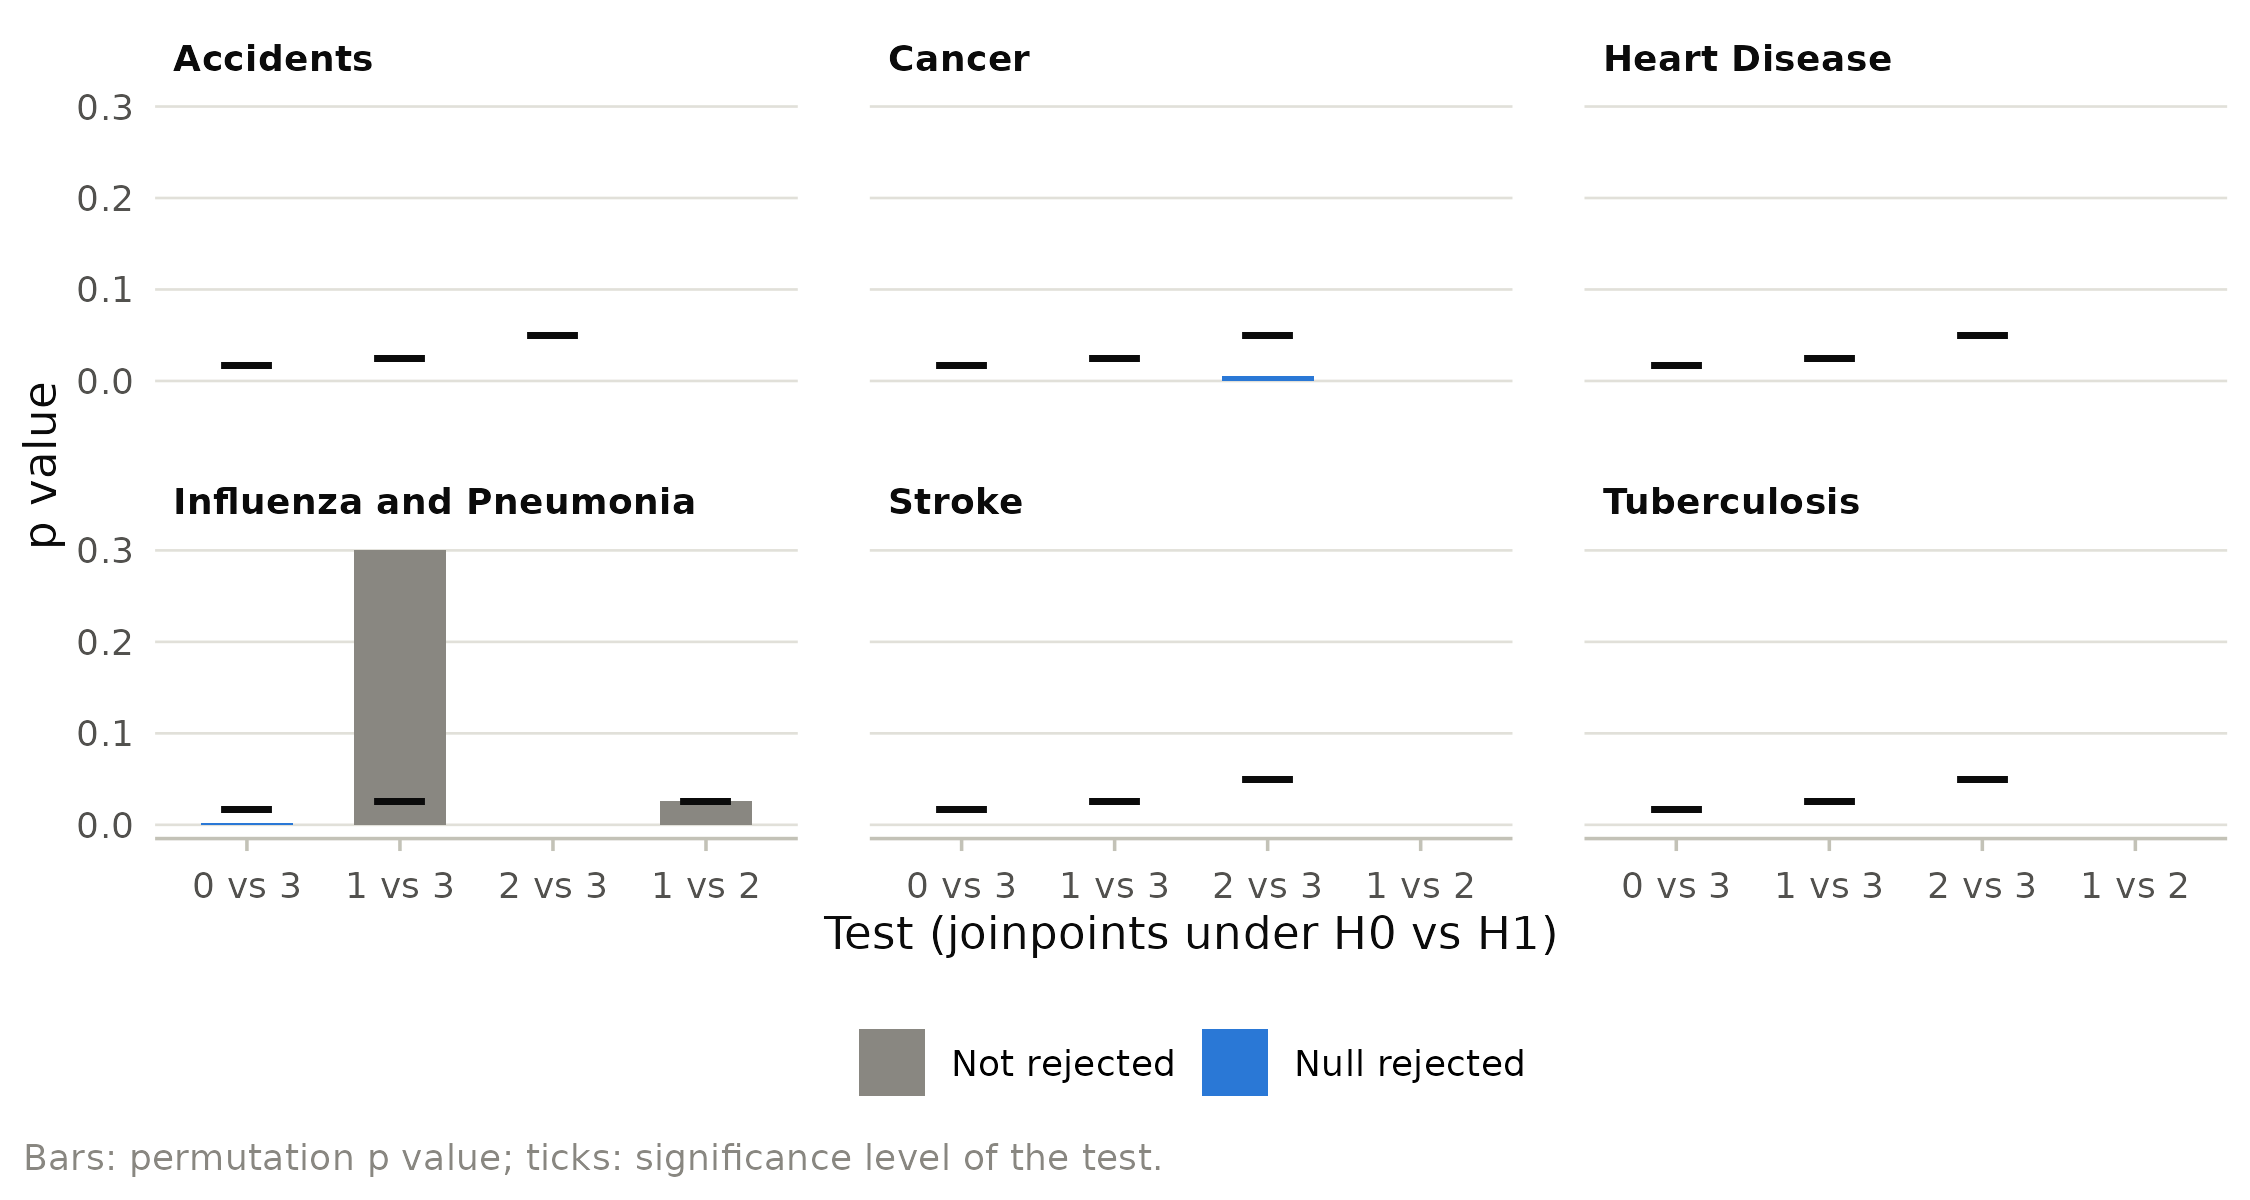 Accidents
Cancer
Heart Disease
0.3
0.2
0.1
0.0
p value
Influenza and Pneumonia
Stroke
Tuberculosis
0.3
0.2
0.1
0.0
0 vs 3 1 vs 3 2 vs 3 1 vs 2
0 vs 3 1 vs 3 2 vs 3 1 vs 2
0 vs 3 1 vs 3 2 vs 3 1 vs 2
Test (joinpoints under H0 vs H1)
Not rejected
Null rejected
Bars: permutation p value; ticks: significance level of the test.